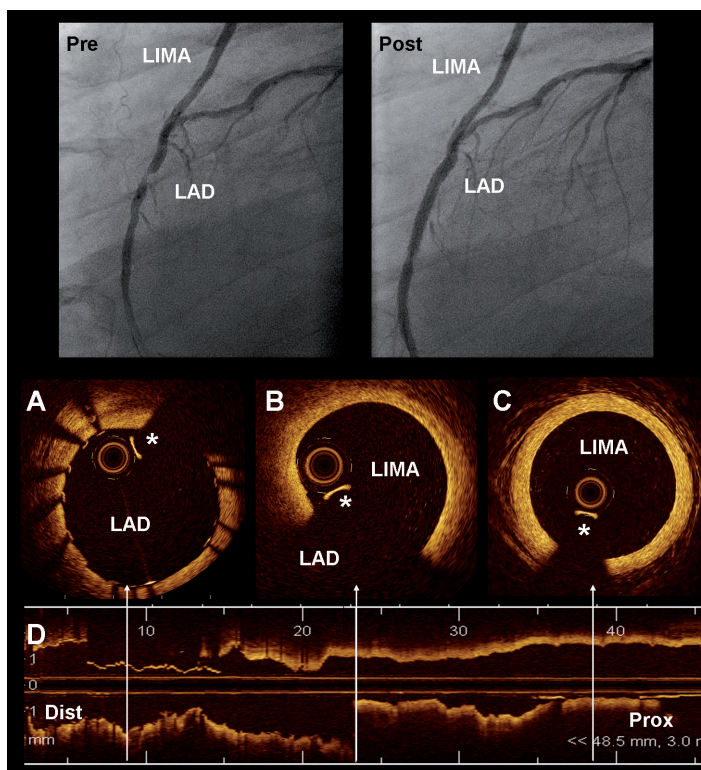 Pre
LIMA
LAD
Post
LIMA
LAD
A
*
LAD
B
LIMA
*
LAD
C
LIMA
*
D
10
20
30
40
1
0
1
mm
Dist
Prox
<< 48.5 mm, 3.0